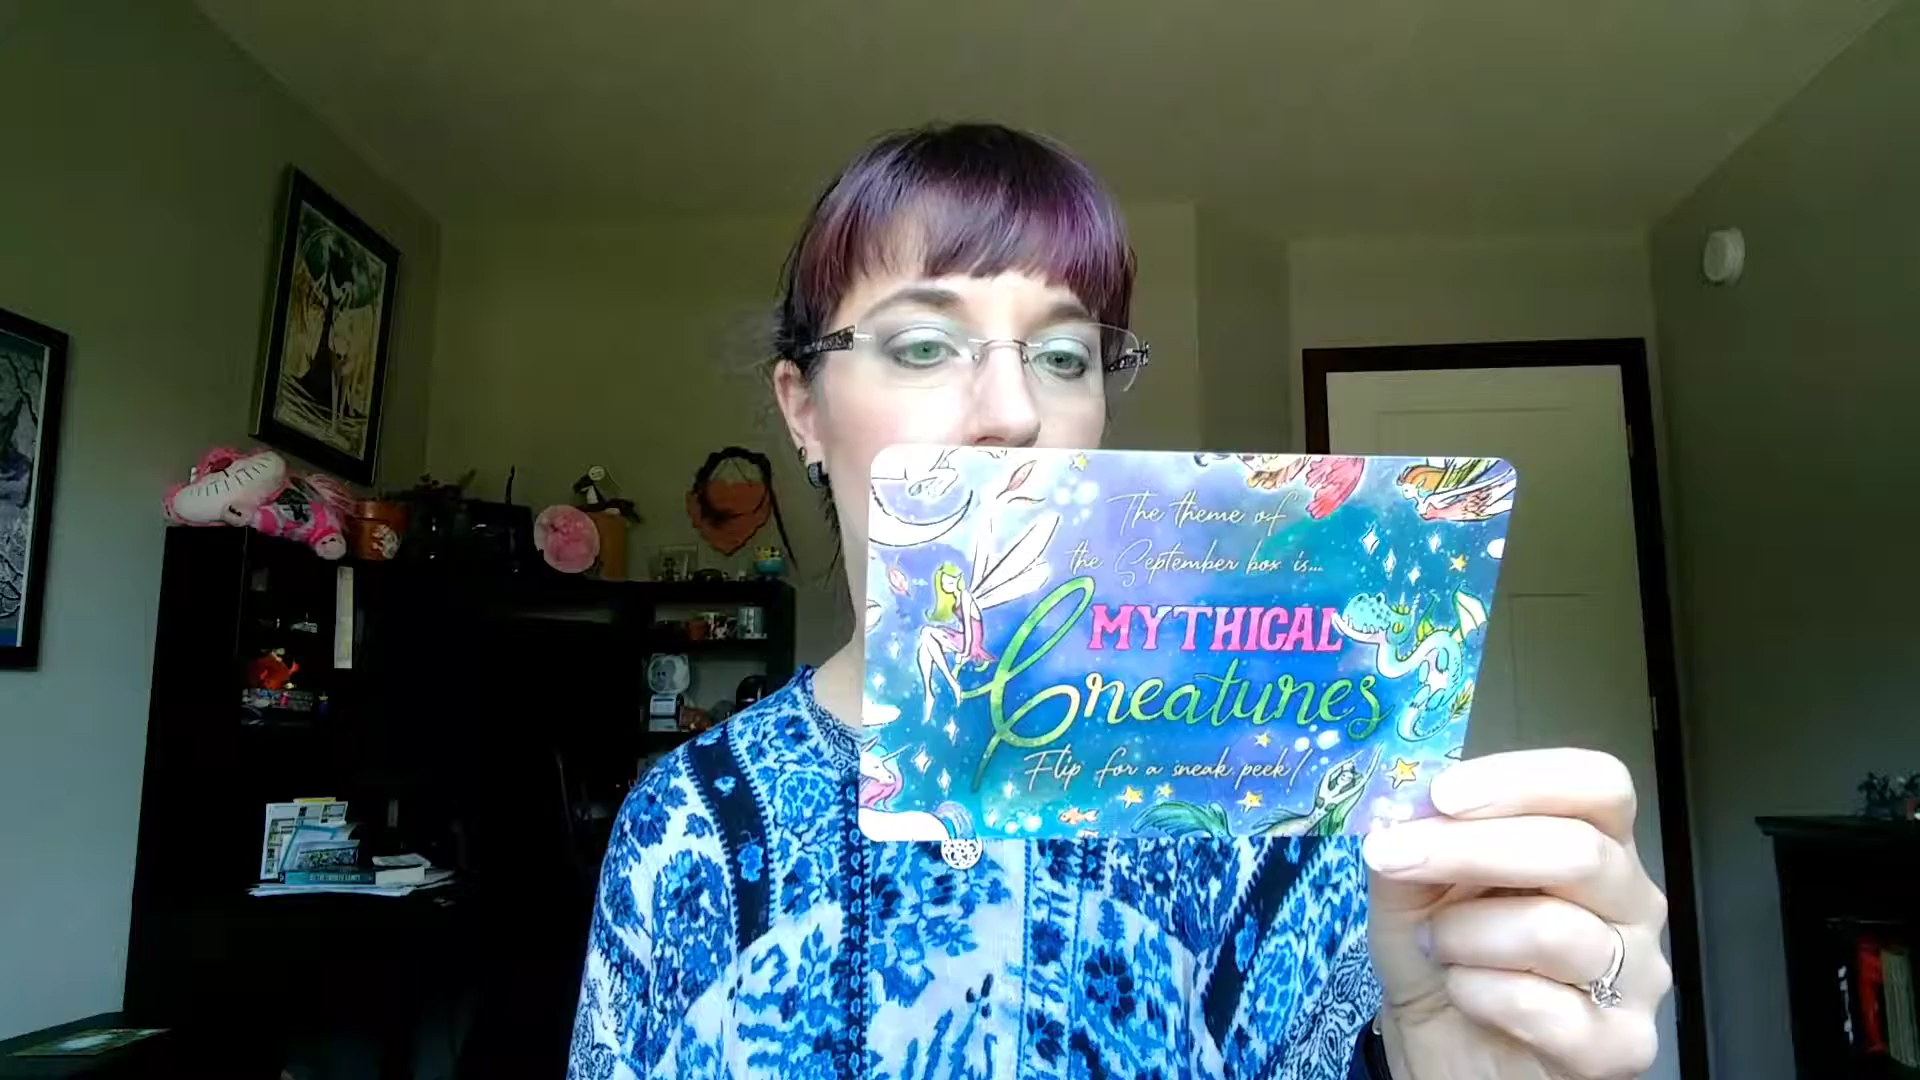 The theme of
the September box is...
MYTHICAL
Creatures
Flip for a sneak peek!